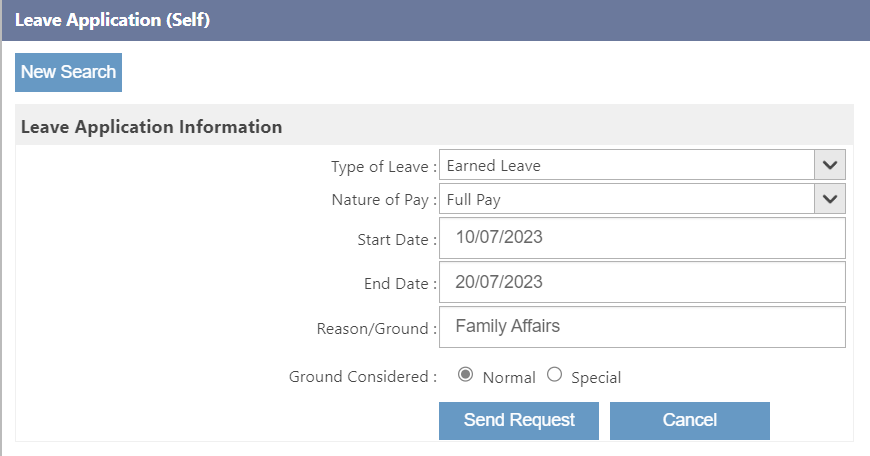 Leave Application (Self)
New Search
Leave Application Information
Type of Leave : Earned Leave
Nature of Pay : Full Pay
Start Date : 10/07/2023
End Date : 20/07/2023
Reason/Ground : Family Affairs
Ground Considered : Normal Special
Send Request Cancel